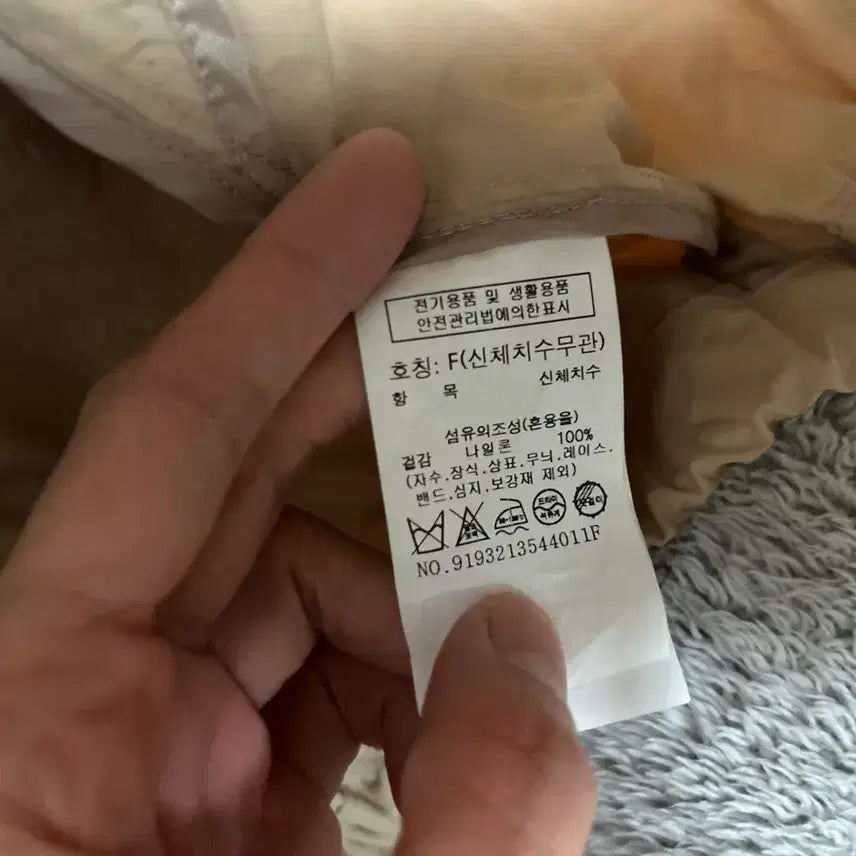 전기용품 및 생활용품
안전관리법에의한표시
호칭: F(신체치수무관)
항 목 신체치수
섬유의조성(혼용율)
겉감 나일론 100%
(자수.장식.상표.무늬.레이스.
밴드.심지.보강재 제외)
드라이
NO.9193213544011F